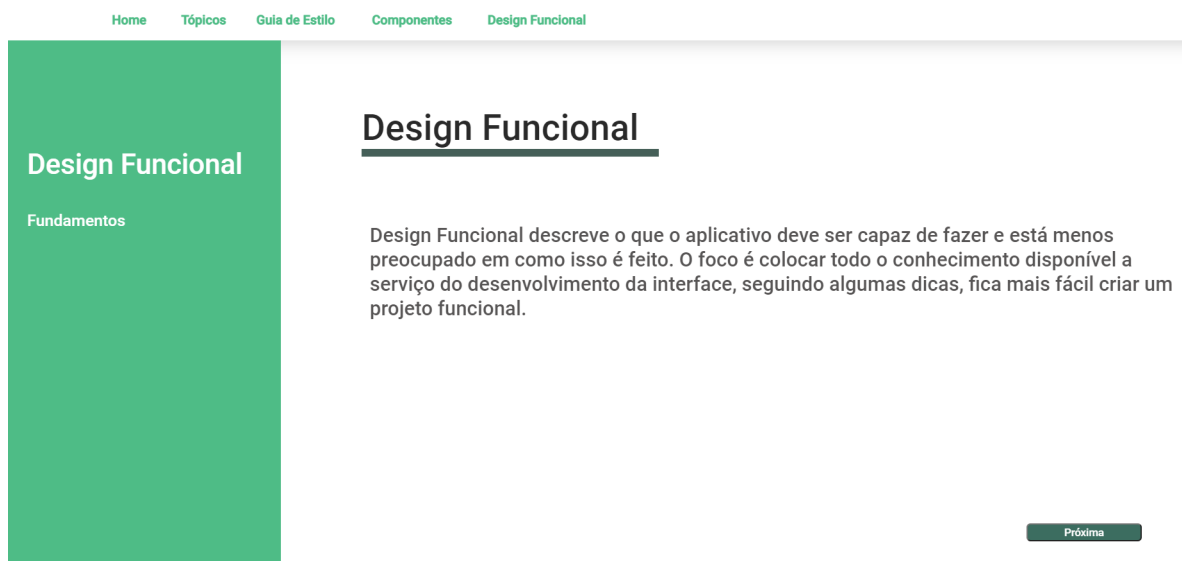 Home Tópicos Guia de Estilo Componentes Design Funcional
Design Funcional
Fundamentos
Design Funcional
Design Funcional descreve o que o aplicativo deve ser capaz de fazer e está menos
preocupado em como isso é feito. O foco é colocar todo o conhecimento disponível a
serviço do desenvolvimento da interface, seguindo algumas dicas, fica mais fácil criar um
projeto funcional.
Próxima